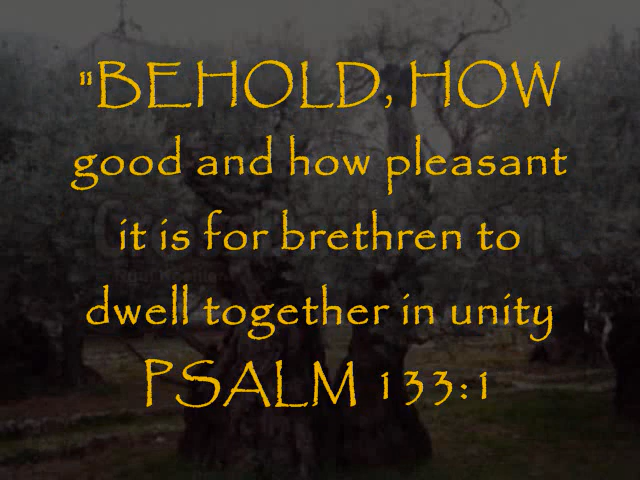 "BEHOLD, HOW
good and how pleasant
it is for brethren to
dwell together in unity
PSALM 133:1